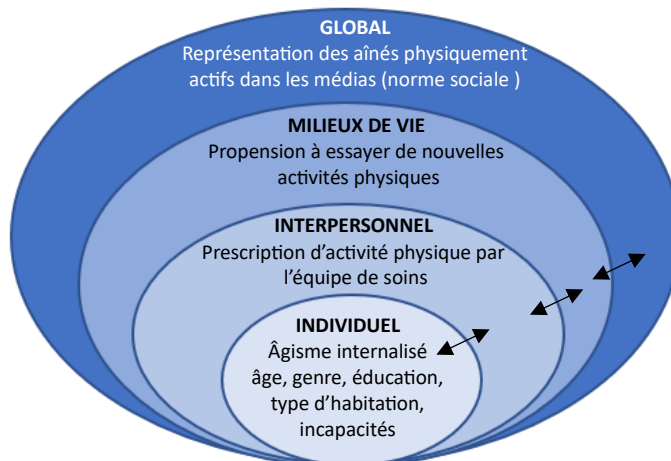 GLOBAL
Représentation des aînés physiquement
actifs dans les médias (norme sociale )
MILIEUX DE VIE
Propension à essayer de nouvelles
activités physiques
INTERPERSONNEL
Prescription d’activité physique par
l’équipe de soins
INDIVIDUEL
Âgisme internalisé
âge, genre, éducation,
type d’habitation,
incapacités